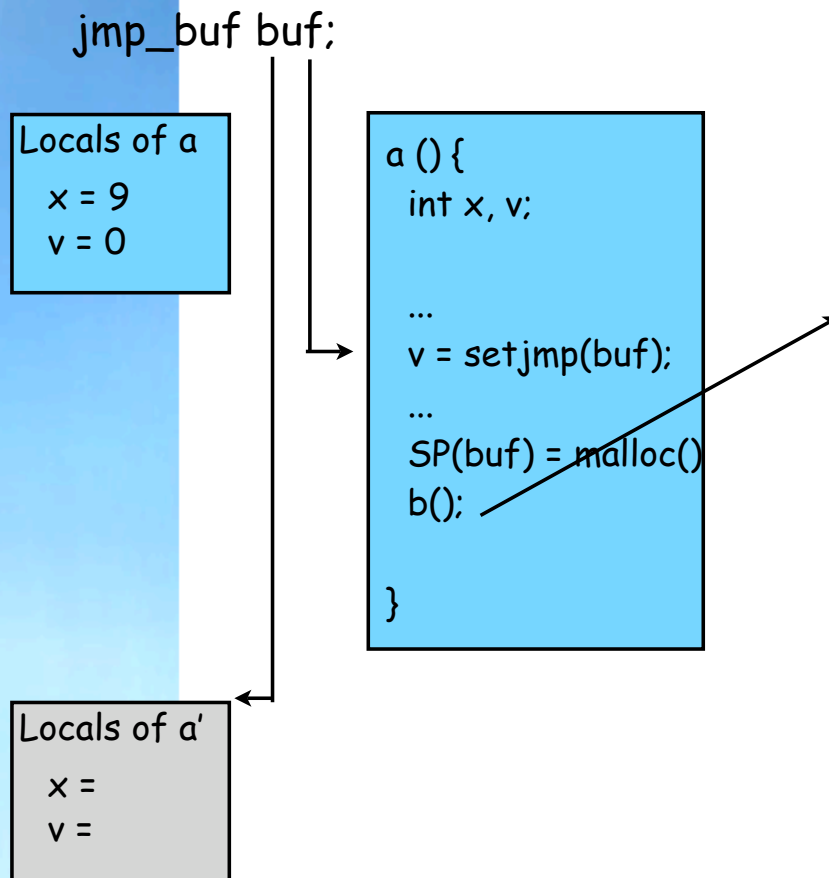 jmp_buf buf;
Locals of a
x = 9
v = 0
a () {
int x, v;
...
v = setjmp(buf);
...
SP(buf) = malloc()
b();
}
Locals of a'
x =
v =